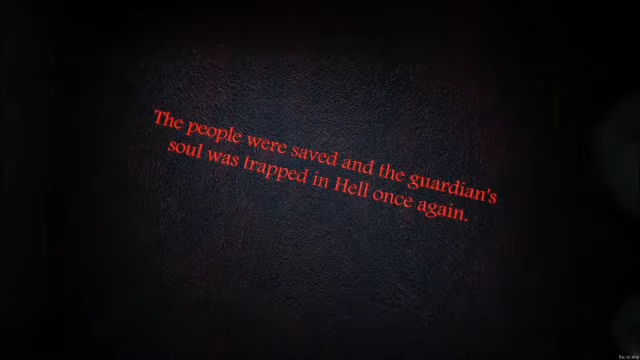 The people were saved and the guardian's
soul was trapped in Hell once again.